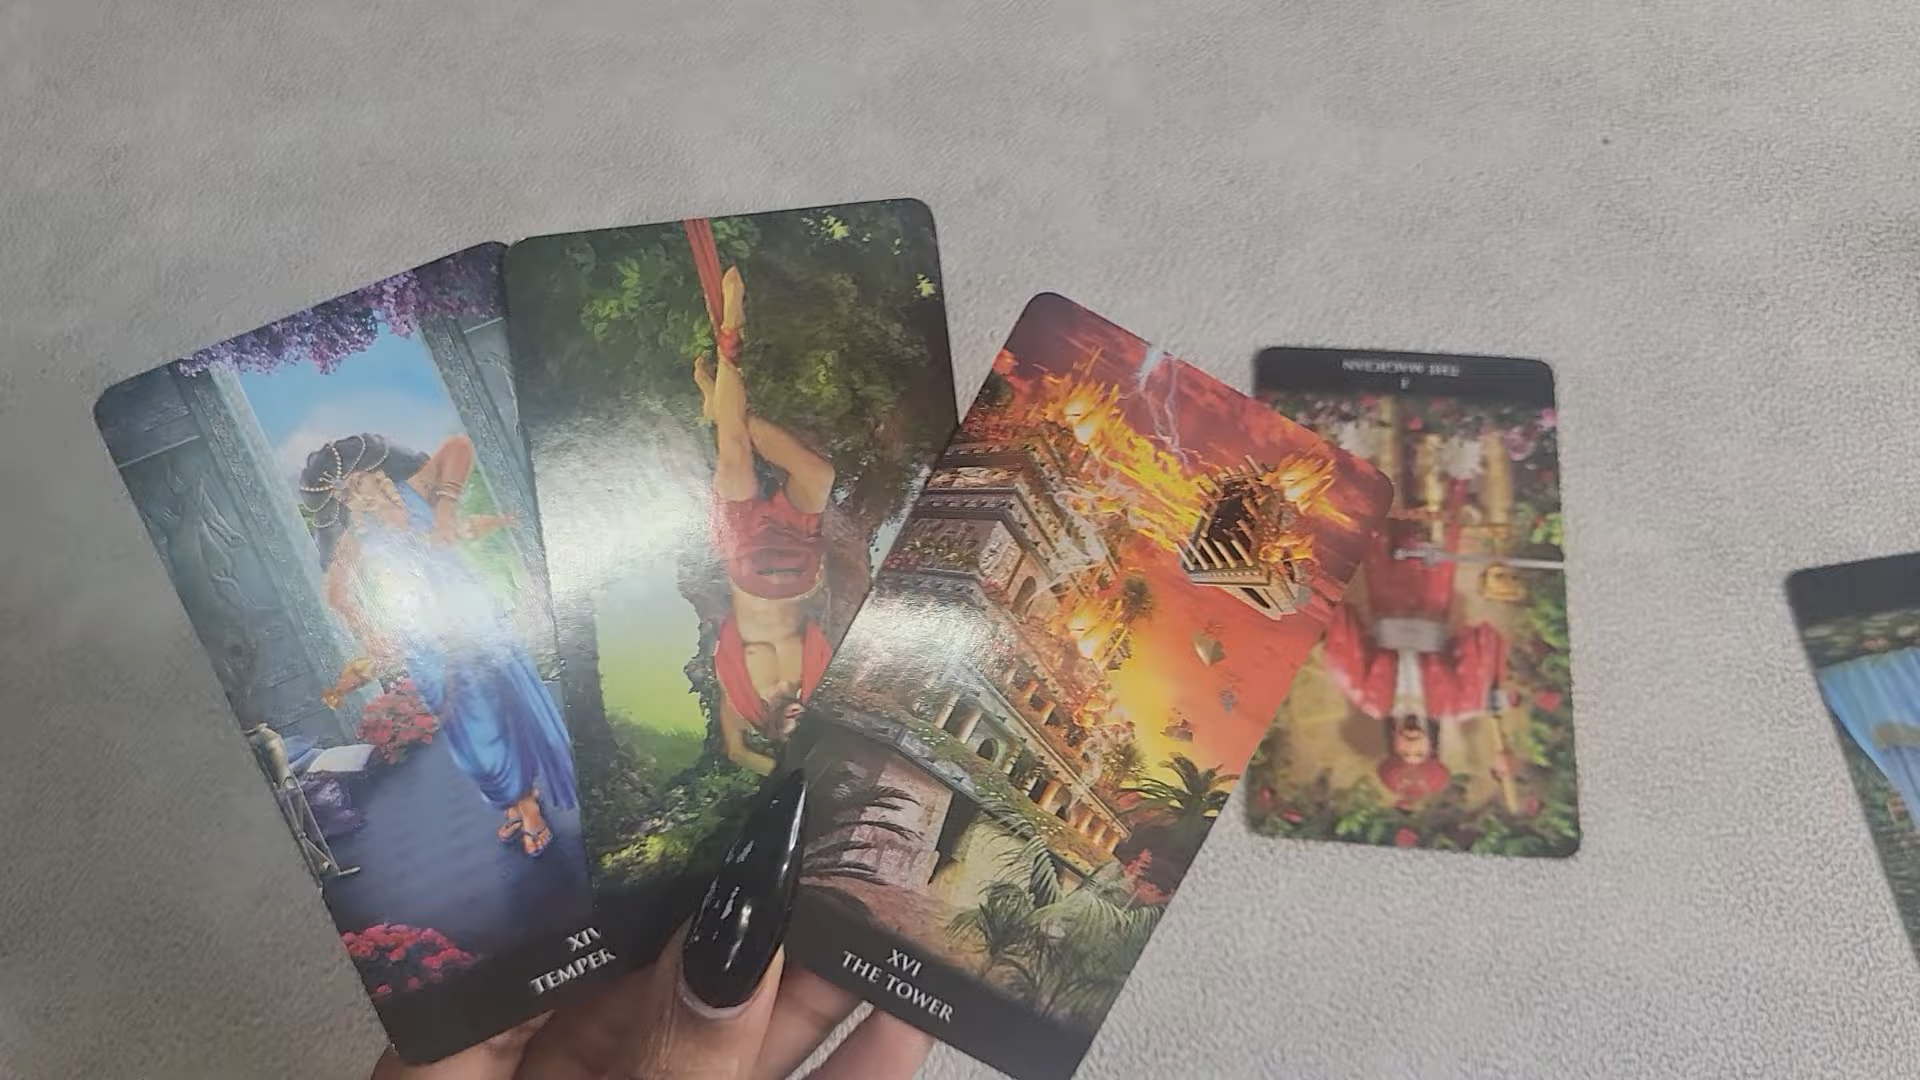 XIV
TEMPER
XVI
THE TOWER
I
THE MAGICIAN